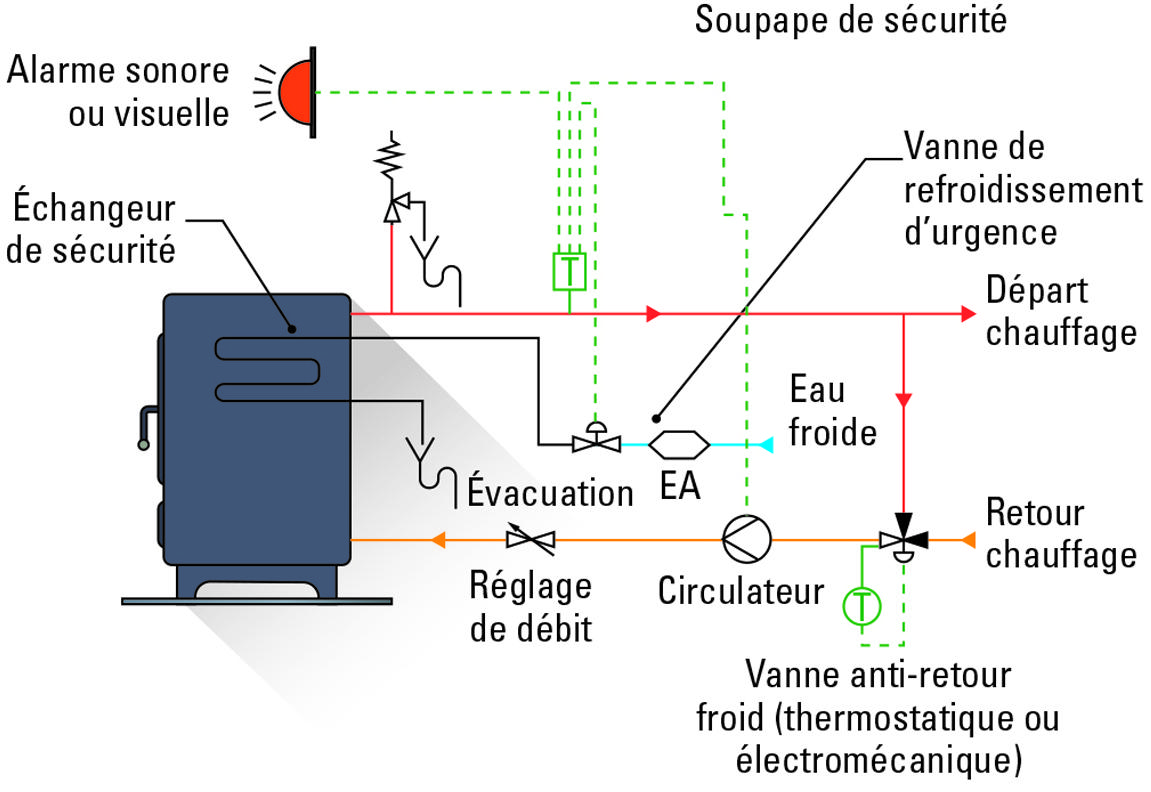 Soupape de sécurité
Alarme sonore
ou visuelle
Vanne de
refroidissement
d’urgence
Échangeur
de sécurité
T
Départ
chauffage
Eau
froide
EA
Évacuation
Retour
chauffage
Circulateur
Réglage
de débit
T
Vanne anti-retour
froid (thermostatique ou
électromécanique)